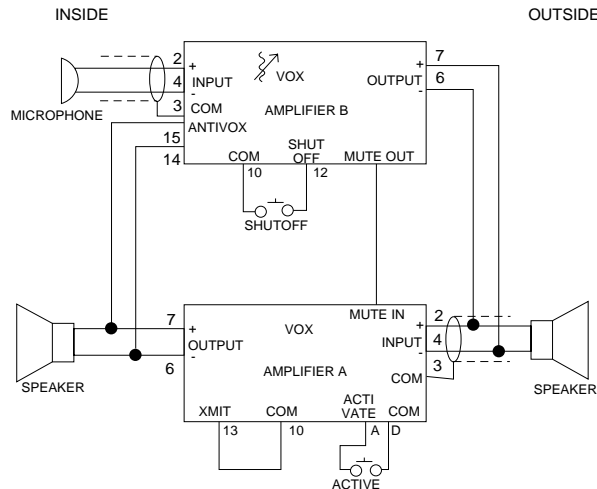 INSIDE
OUTSIDE
2
+
4
INPUT
-
3
COM
MICROPHONE
ANTIVOX
15
14
VOX
AMPLIFIER B
+
7
OUTPUT
6
-
COM
SHUT
OFF
MUTE OUT
10
12
SHUTOFF
7
+
OUTPUT
-
6
SPEAKER
VOX
AMPLIFIER A
MUTE IN
+
2
INPUT
4
-
3
COM
SPEAKER
XMIT
COM
ACTI
VATE
COM
13
10
A
D
ACTIVE